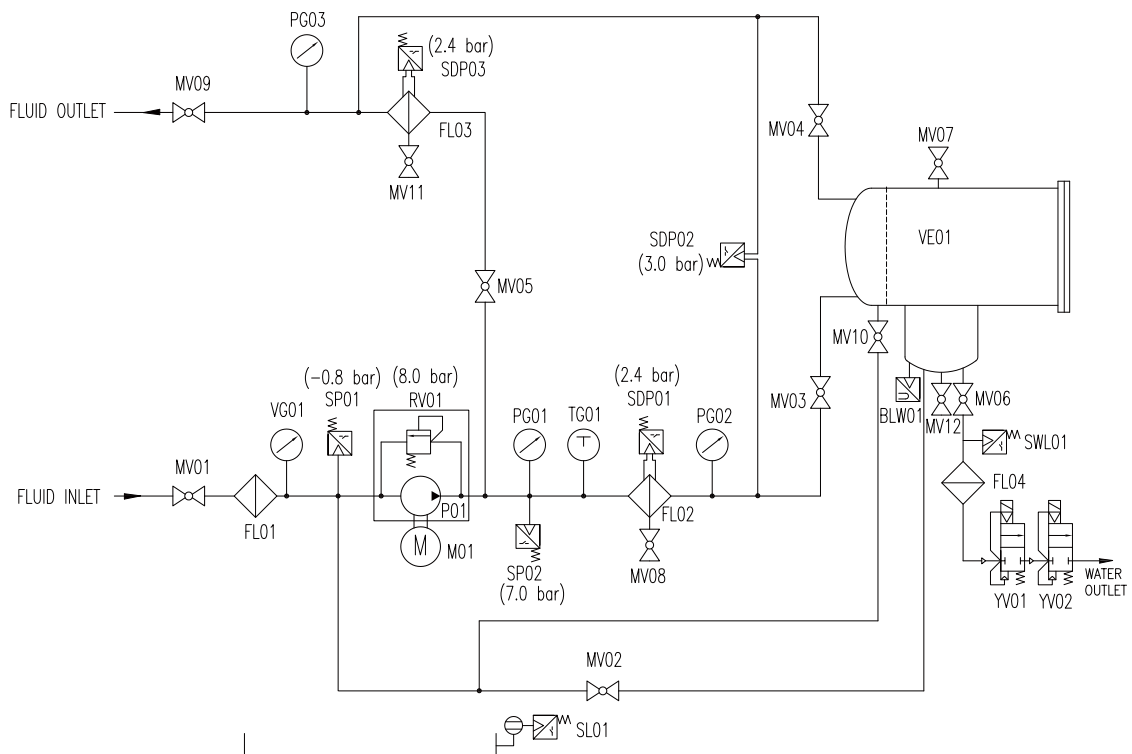 PG03
(2.4 bar)
SDP03
MV09
FLUID OUTLET
FL03
MV11
MV04
MV07
VE01
SDP02
(3.0 bar)
MV05
MV10
(-0.8 bar)
SP01
(8.0 bar)
RV01
(2.4 bar)
SDP01
VG01
PG01
TG01
PG02
MV03
BLW01
MV12
MV06
SWL01
MV01
FLUID INLET
FL01
P01
M
M01
T
FL02
MV08
SP02
(7.0 bar)
FL04
YV01
YV02
WATER
OUTLET
MV02
SL01